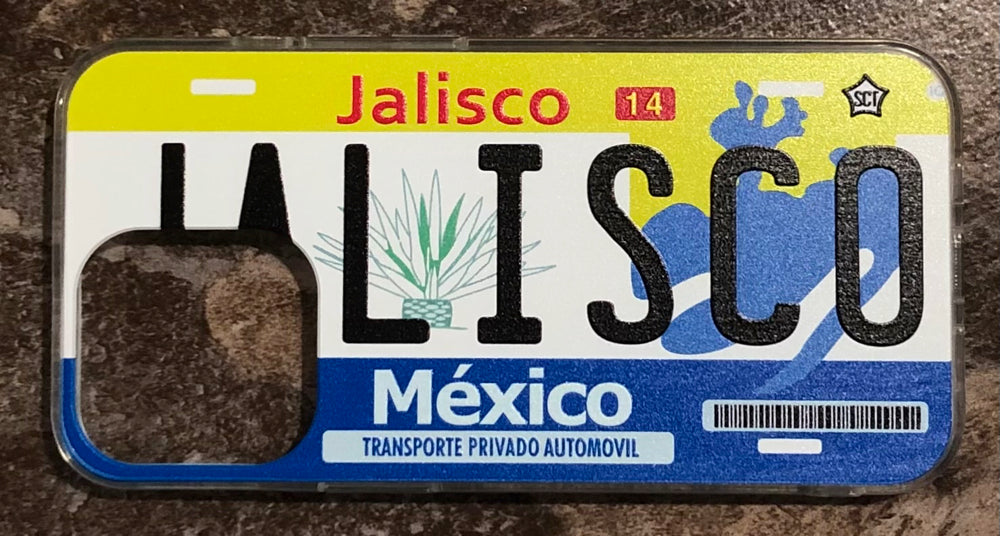 Jalisco 14 SCT
JALISCO
México
TRANSPORTE PRIVADO AUTOMOVIL